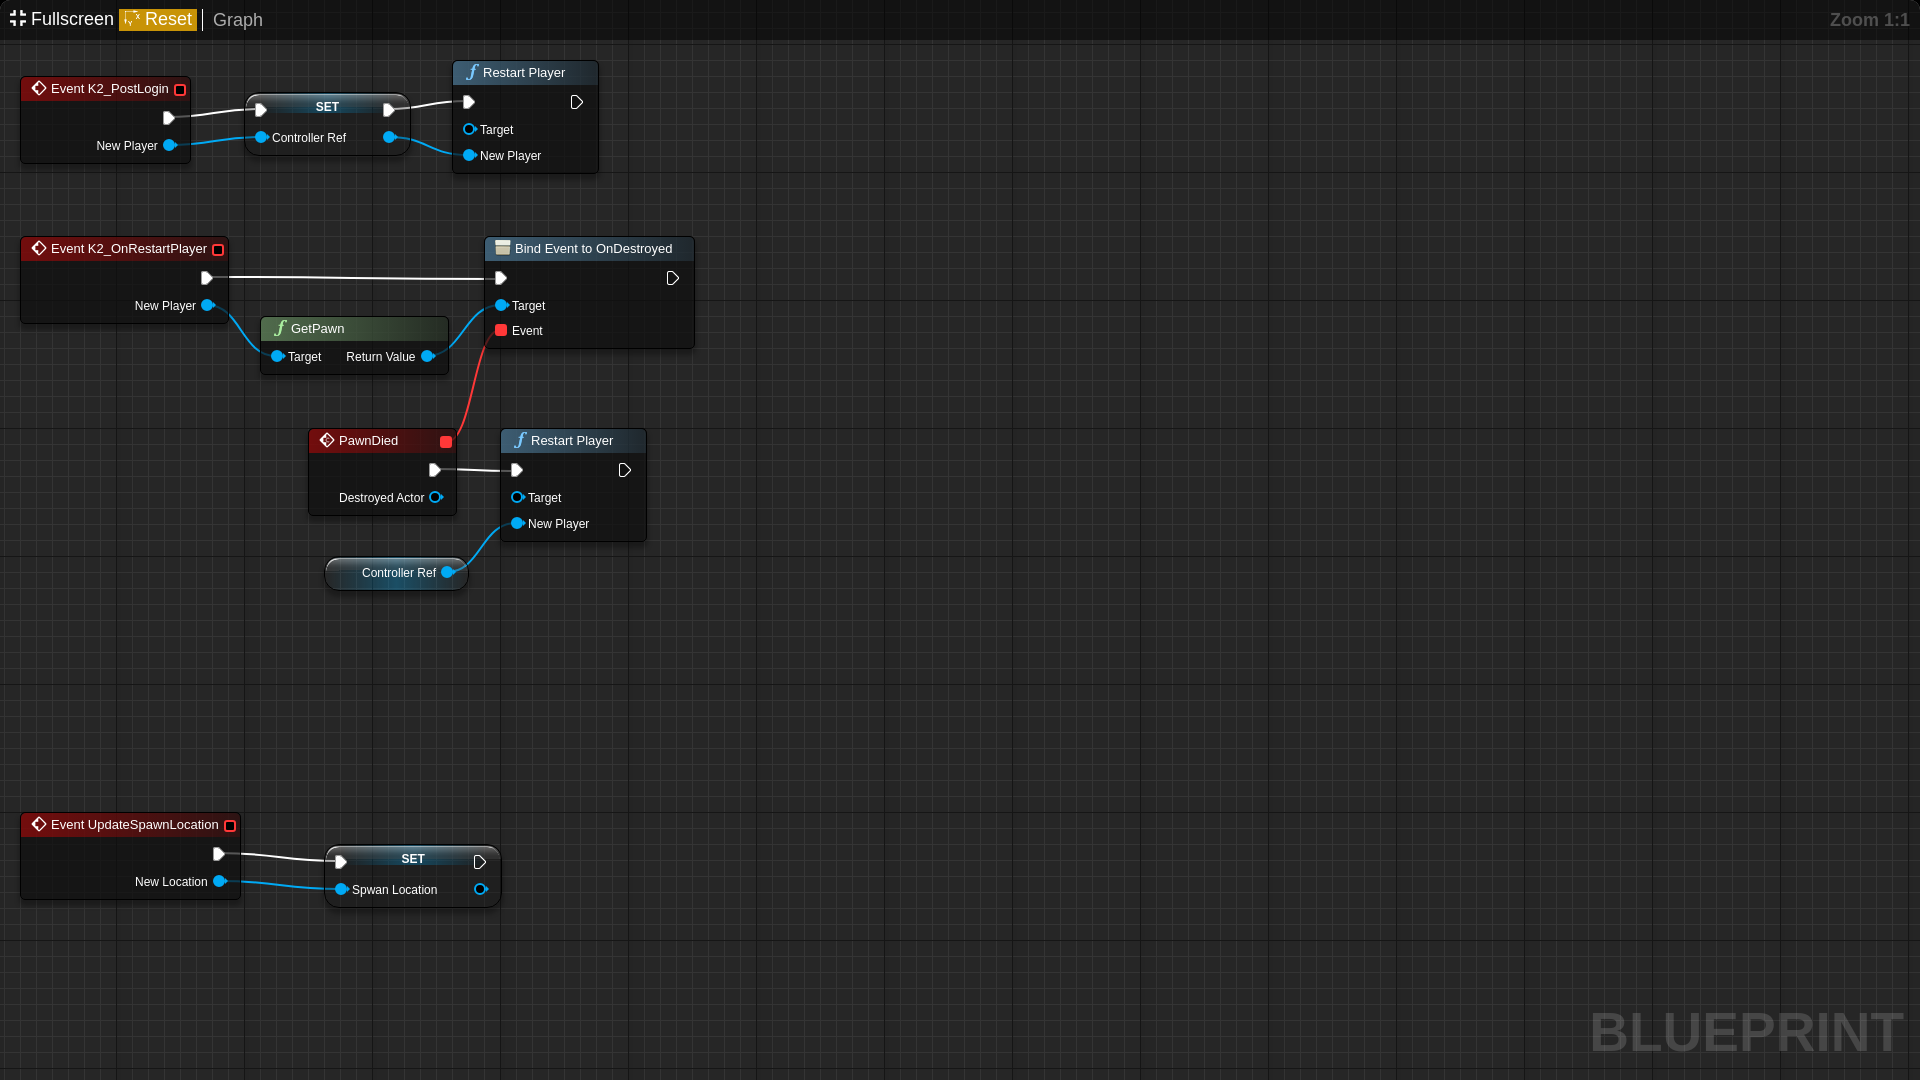 Fullscreen Reset Graph
Zoom 1:1
Event K2_PostLogin
New Player
SET
Controller Ref
Restart Player
Target
New Player
Event K2_OnRestartPlayer
New Player
GetPawn
Target Return Value
Bind Event to OnDestroyed
Target
Event
PawnDied
Destroyed Actor
Restart Player
Target
New Player
Controller Ref
Event UpdateSpawnLocation
New Location
SET
Spwan Location
BLUEPRINT